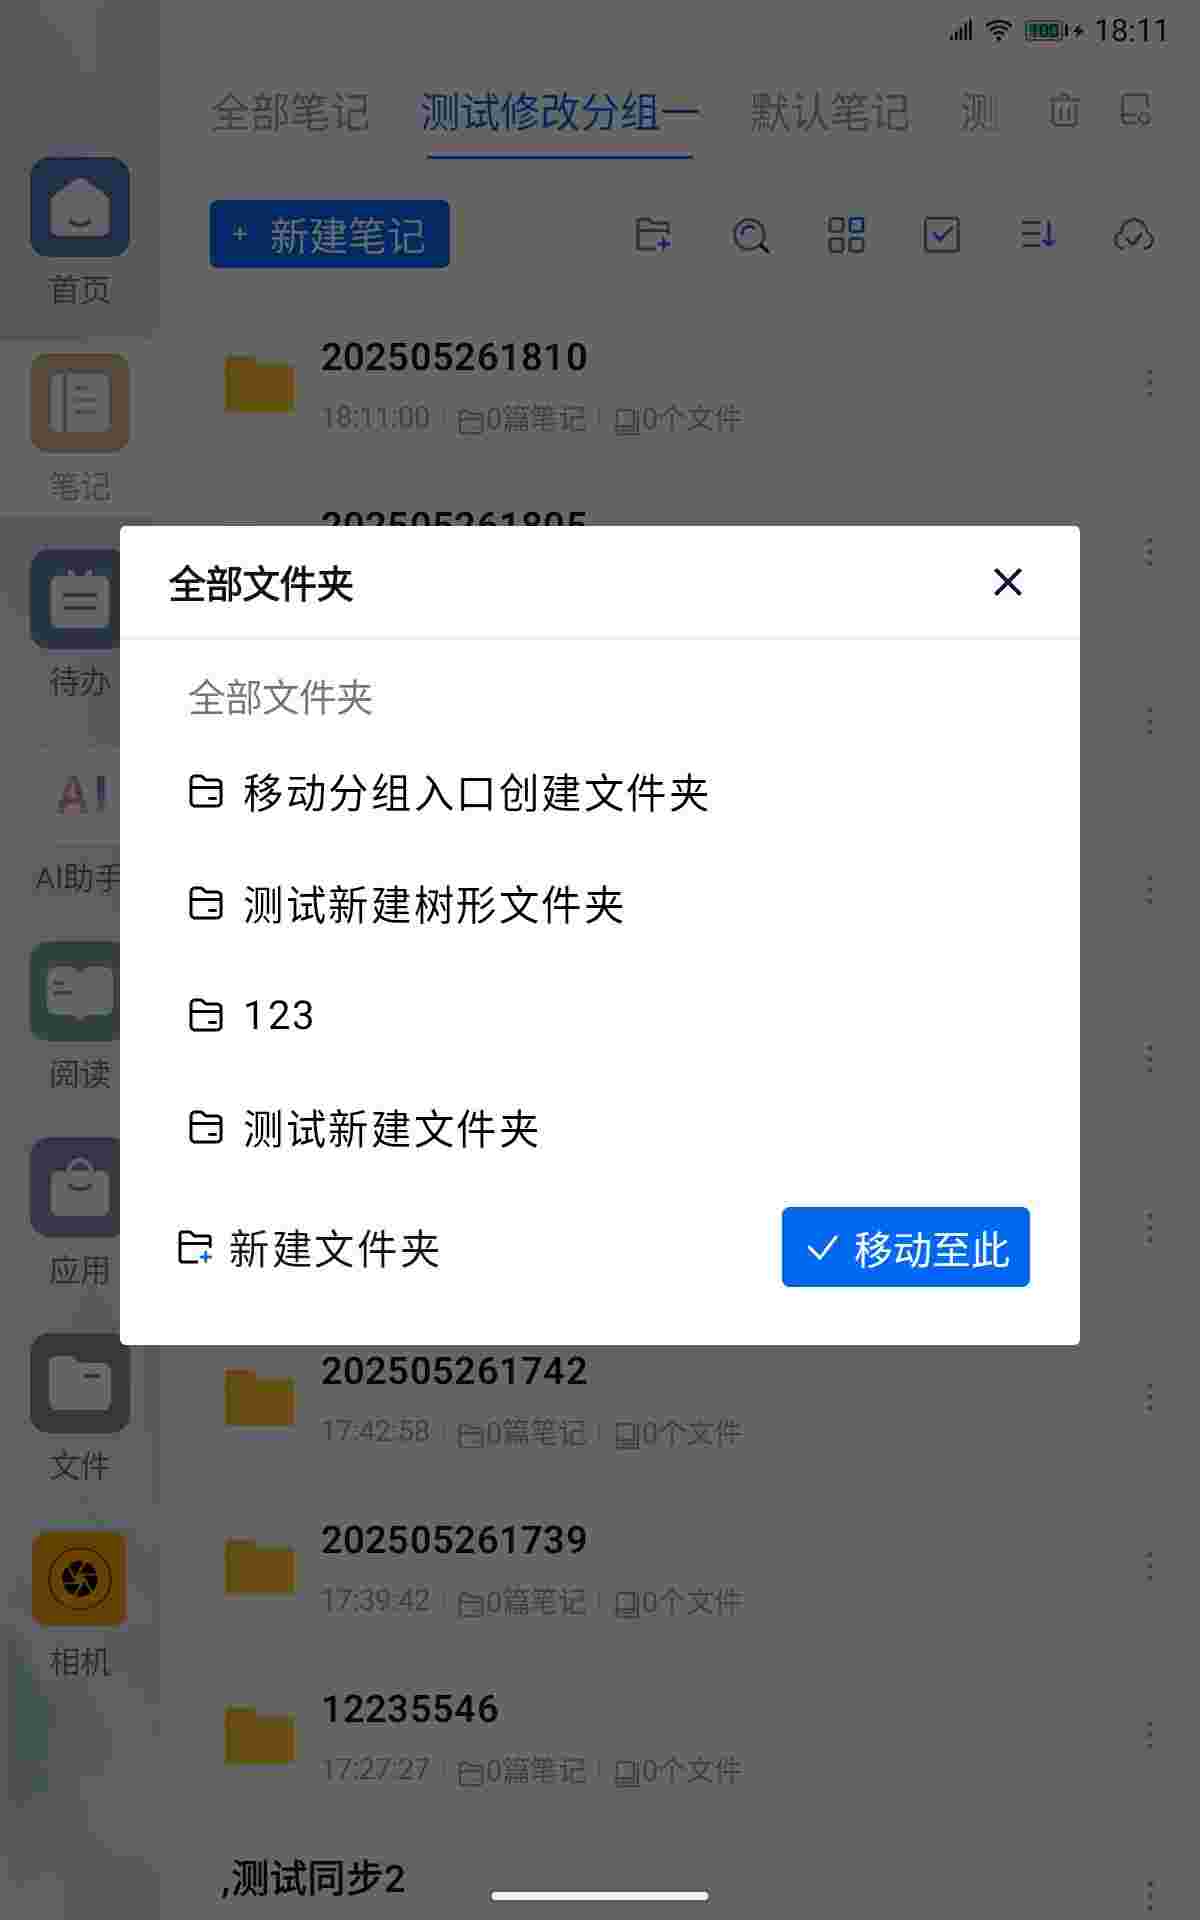 18:11
全部笔记 测试修改分组一 默认笔记 测
+ 新建笔记
首页
笔记
待办
AI
AI助手
阅读
应用
文件
相机
202505261810
18:11:00 0篇笔记 0个文件
202505261805
全部文件夹
全部文件夹
移动分组入口创建文件夹
测试新建树形文件夹
123
测试新建文件夹
新建文件夹
移动至此
202505261742
17:42:58 0篇笔记 0个文件
202505261739
17:39:42 0篇笔记 0个文件
12235546
17:27:27 0篇笔记 0个文件
,测试同步2